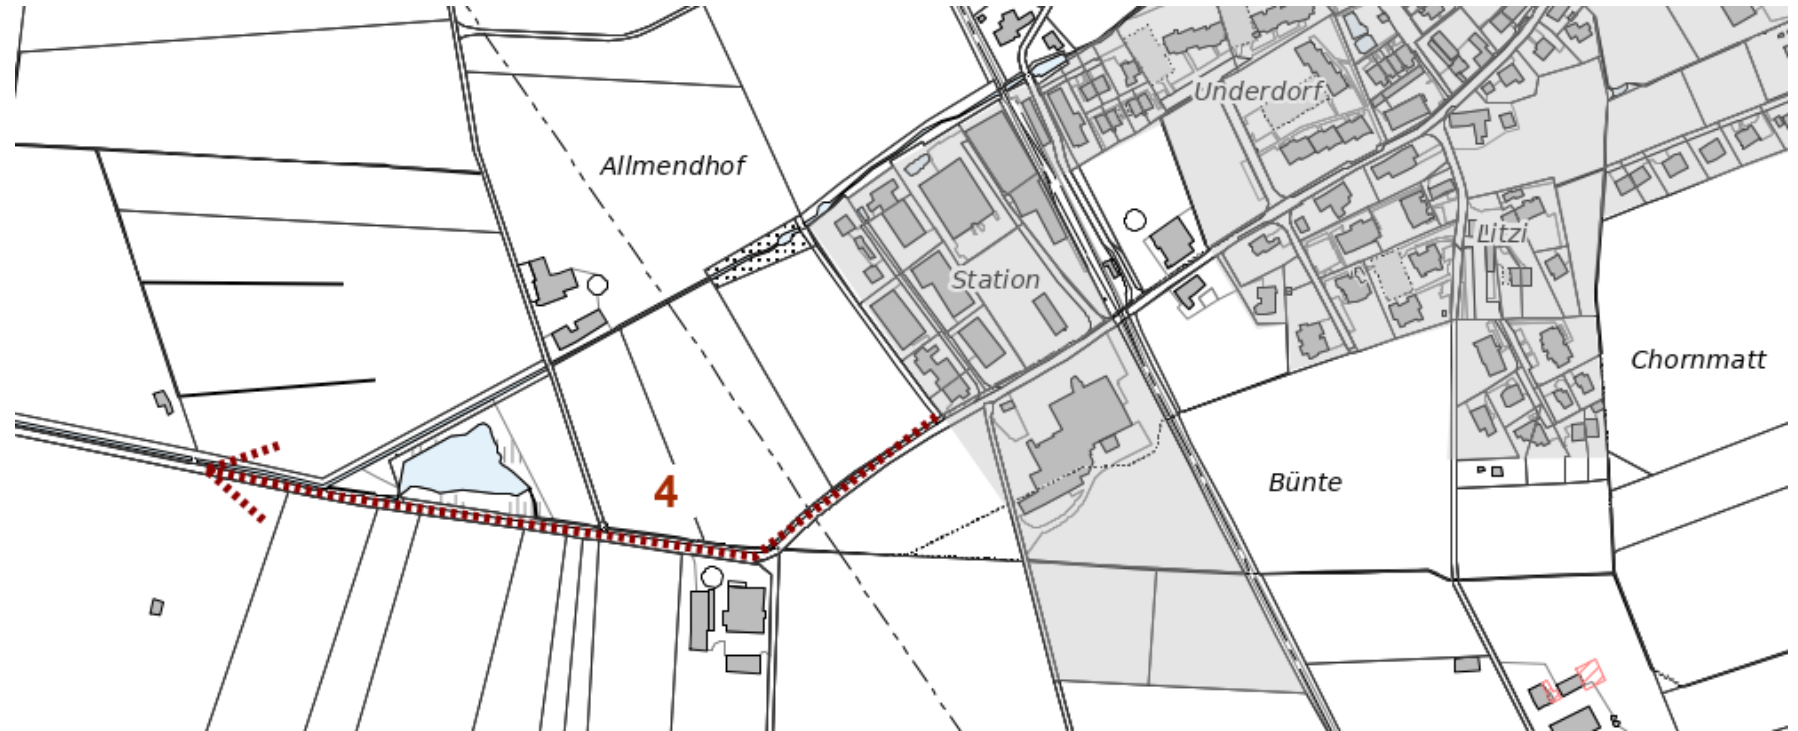 Underdorf
Allmendhof
Litzi
Station
Chornmatt
4
Bünte